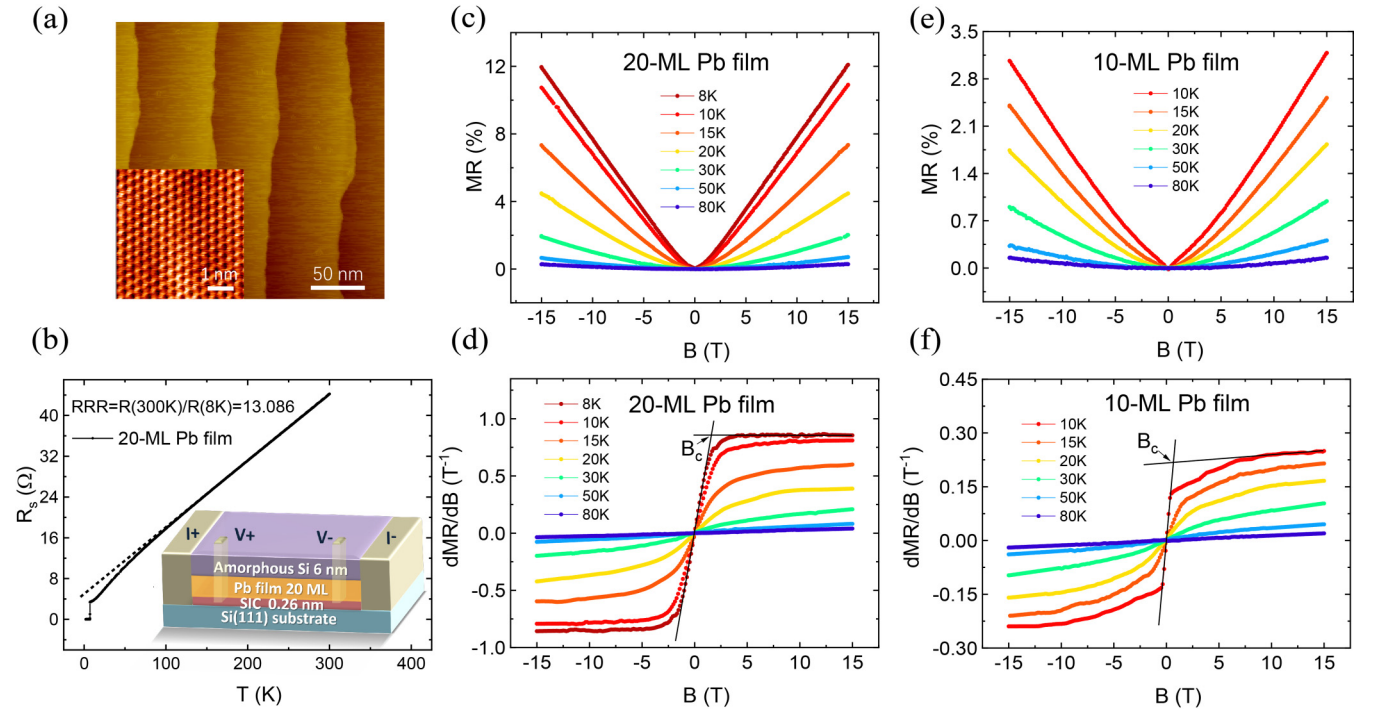 (a)
1 nm
50 nm
(b)
RRR=R(300K)/R(8K)=13.086
20-ML Pb film
I+
V+
V-
I-
Amorphous Si 6 nm
Pb film 20 ML
SIC 0.26 nm
Si(111) substrate
44
40
32
24
16
8
0
R_s (Ω)
0 100 200 300 400
T (K)
(c)
20-ML Pb film
8K
10K
15K
20K
30K
50K
80K
12
8
4
0
MR (%)
-15 -10 -5 0 5 10 15
B (T)
(d)
20-ML Pb film
8K
10K
15K
20K
30K
50K
80K
B_c
1.0
0.5
0.0
-0.5
-1.0
dMR/dB (T⁻¹)
-15 -10 -5 0 5 10 15
B (T)
(e)
10-ML Pb film
10K
15K
20K
30K
50K
80K
3.5
2.8
2.1
1.4
0.7
0.0
MR (%)
-15 -10 -5 0 5 10 15
B (T)
(f)
10-ML Pb film
10K
15K
20K
30K
50K
80K
B_c
0.45
0.30
0.15
0.00
-0.15
-0.30
dMR/dB (T⁻¹)
-15 -10 -5 0 5 10 15
B (T)